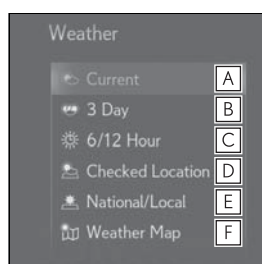 Weather
Current A
3 Day B
6/12 Hour C
Checked Location D
National/Local E
Weather Map F